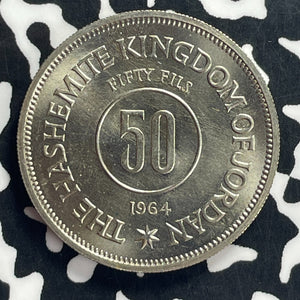 THE HASHEMITE KINGDOM OF JORDAN
FIFTY FILS
50
1964